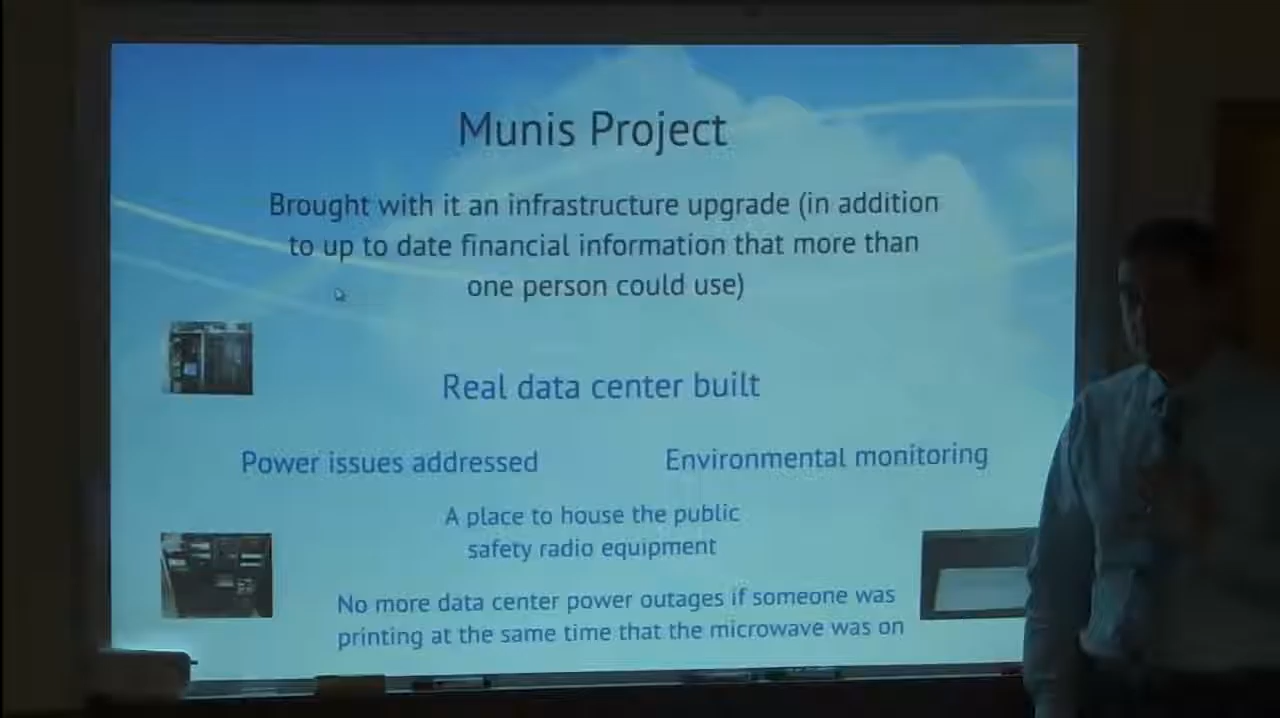 Munis Project
Brought with it an infrastructure upgrade (in addition
to up to date financial information that more than
one person could use)
Real data center built
Power issues addressed
Environmental monitoring
A place to house the public
safety radio equipment
No more data center power outages if someone was
printing at the same time that the microwave was on